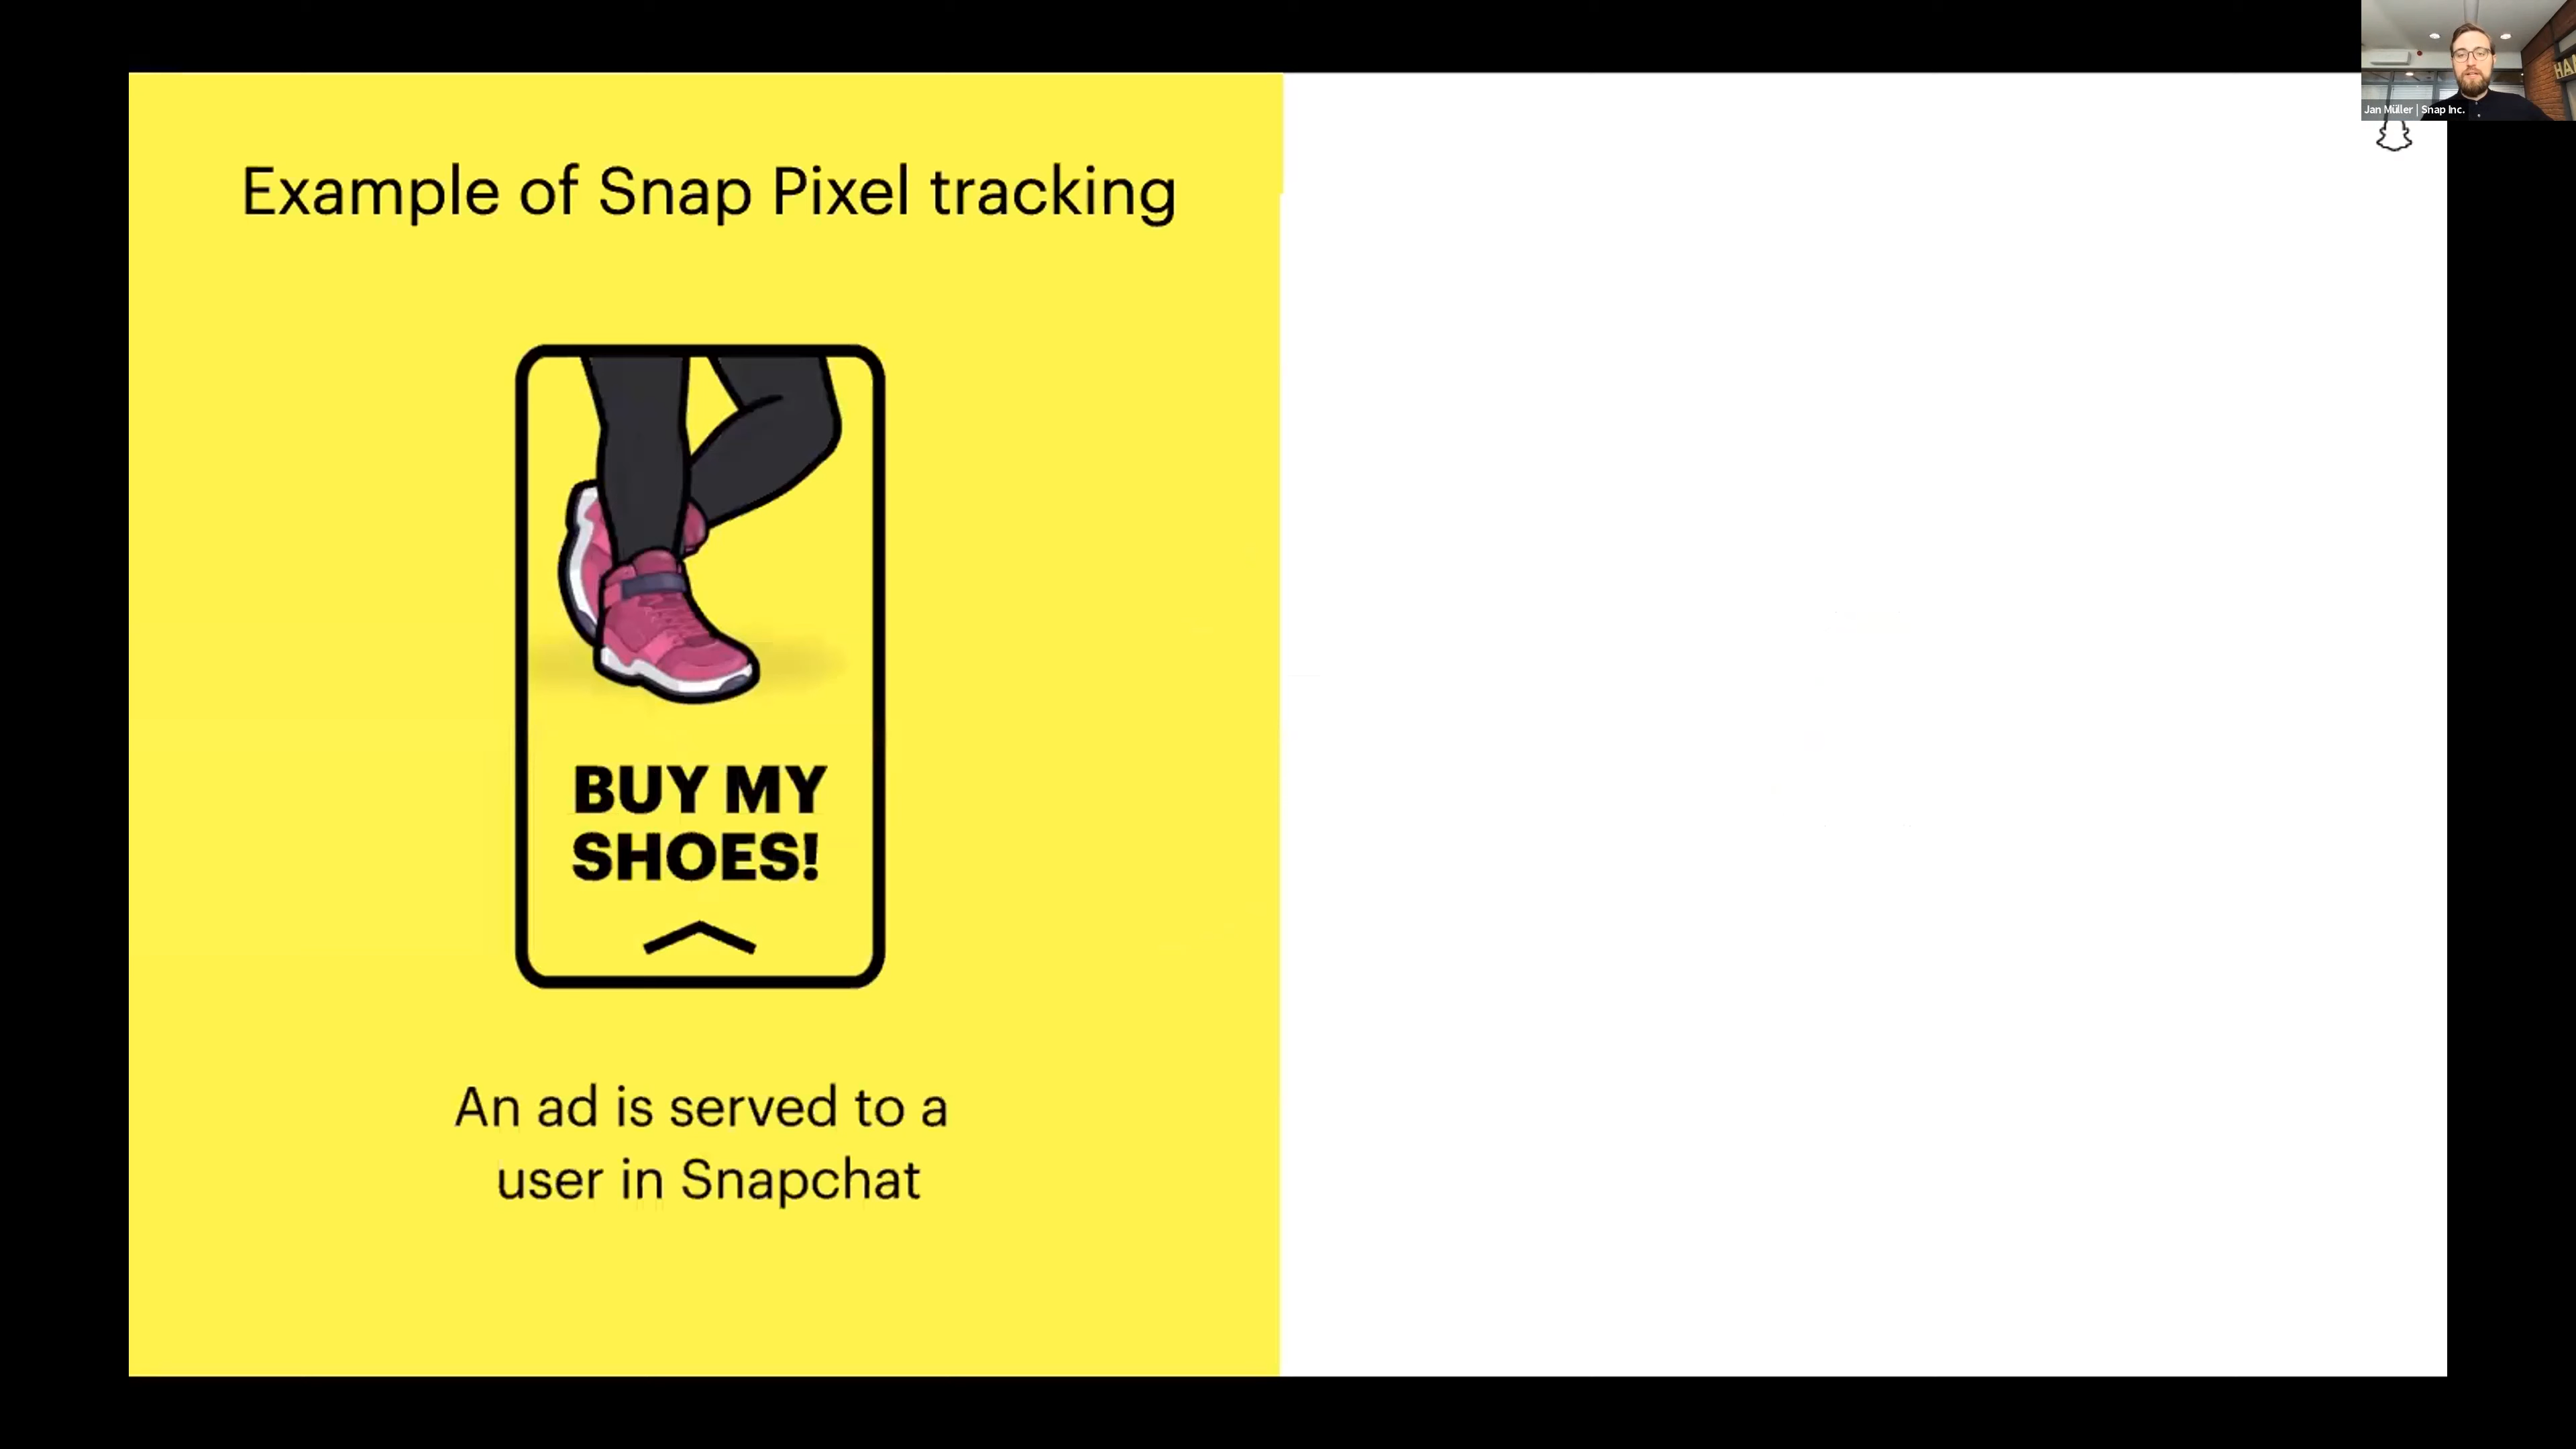 Example of Snap Pixel tracking
BUY MY
SHOES!
An ad is served to a
user in Snapchat
Jan Müller | Snap Inc.
HA